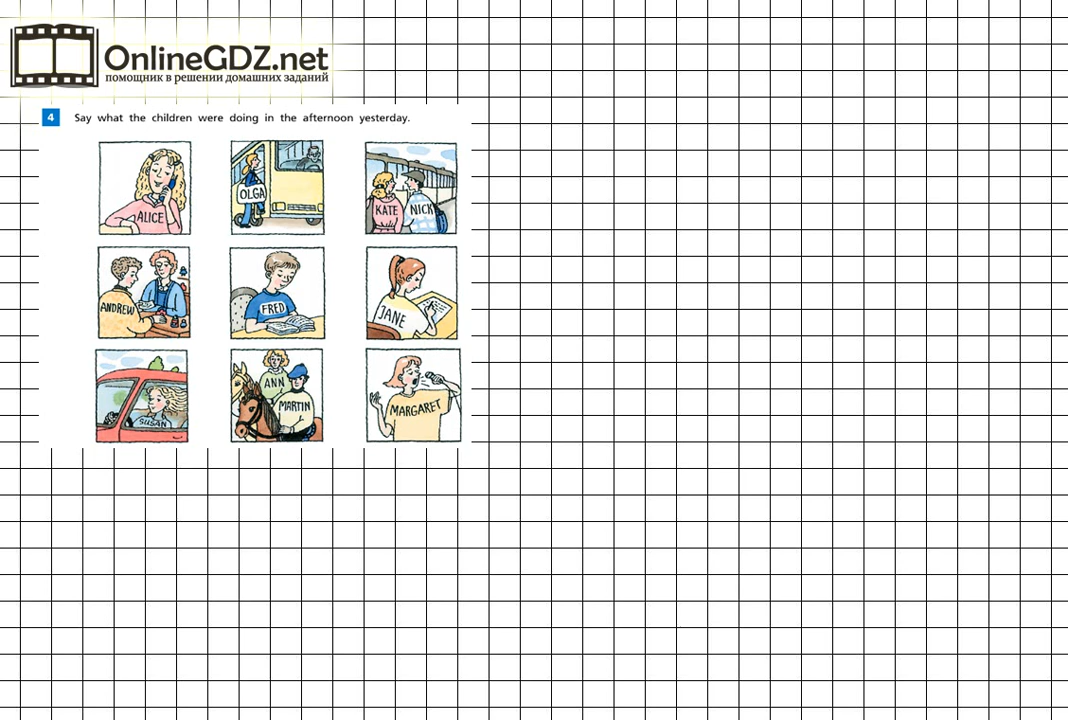 OnlineGDZ.net
помощник в решении домашних заданий
4 Say what the children were doing in the afternoon yesterday.
ALICE
OLGA
KATE NICK
ANDREW
FRED
JANE
SUSAN
ANN
MARTIN
MARGARET